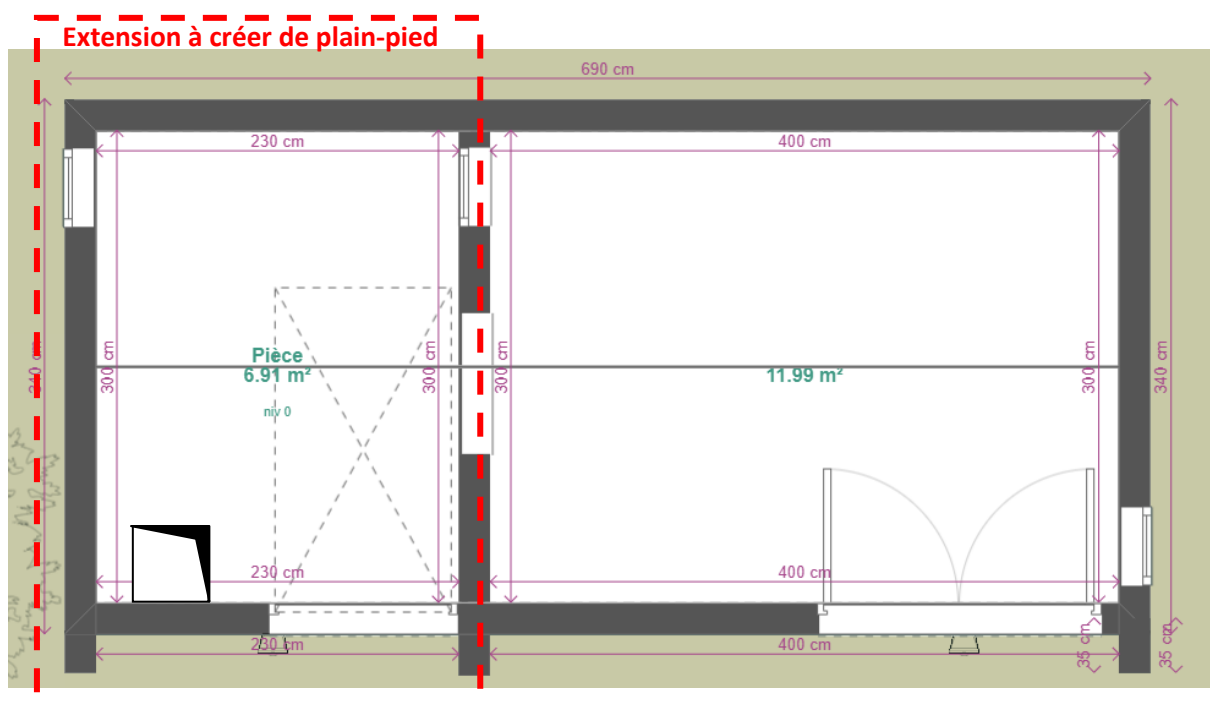 Extension à créer de plain-pied
690 cm
230 cm
400 cm
340 cm
300 cm
Pièce
6.91 m²
niv 0
300 cm
300 cm
11.99 m²
300 cm
340 cm
230 cm
400 cm
230 cm
400 cm
35 cm
35 cm